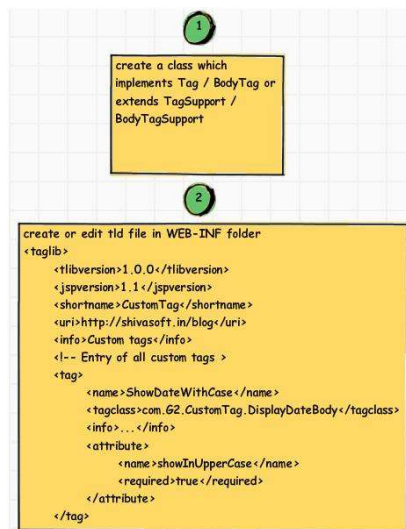 1
create a class which
implements Tag / BodyTag or
extends TagSupport /
BodyTagSupport
2
create or edit tld file in WEB-INF folder
<taglib>
<tlibversion>1.0.0</tlibversion>
<jspversion>1.1</jspversion>
<shortname>CustomTag</shortname>
<uri>http://shivasoft.in/blog</uri>
<info>Custom tags</info>
<!-- Entry of all custom tags >
<tag>
<name>ShowDateWithCase</name>
<tagclass>com.G2.CustomTag.DisplayDateBody</tagclass>
<info>...</info>
<attribute>
<name>showInUpperCase</name>
<required>true</required>
</attribute>
</tag>